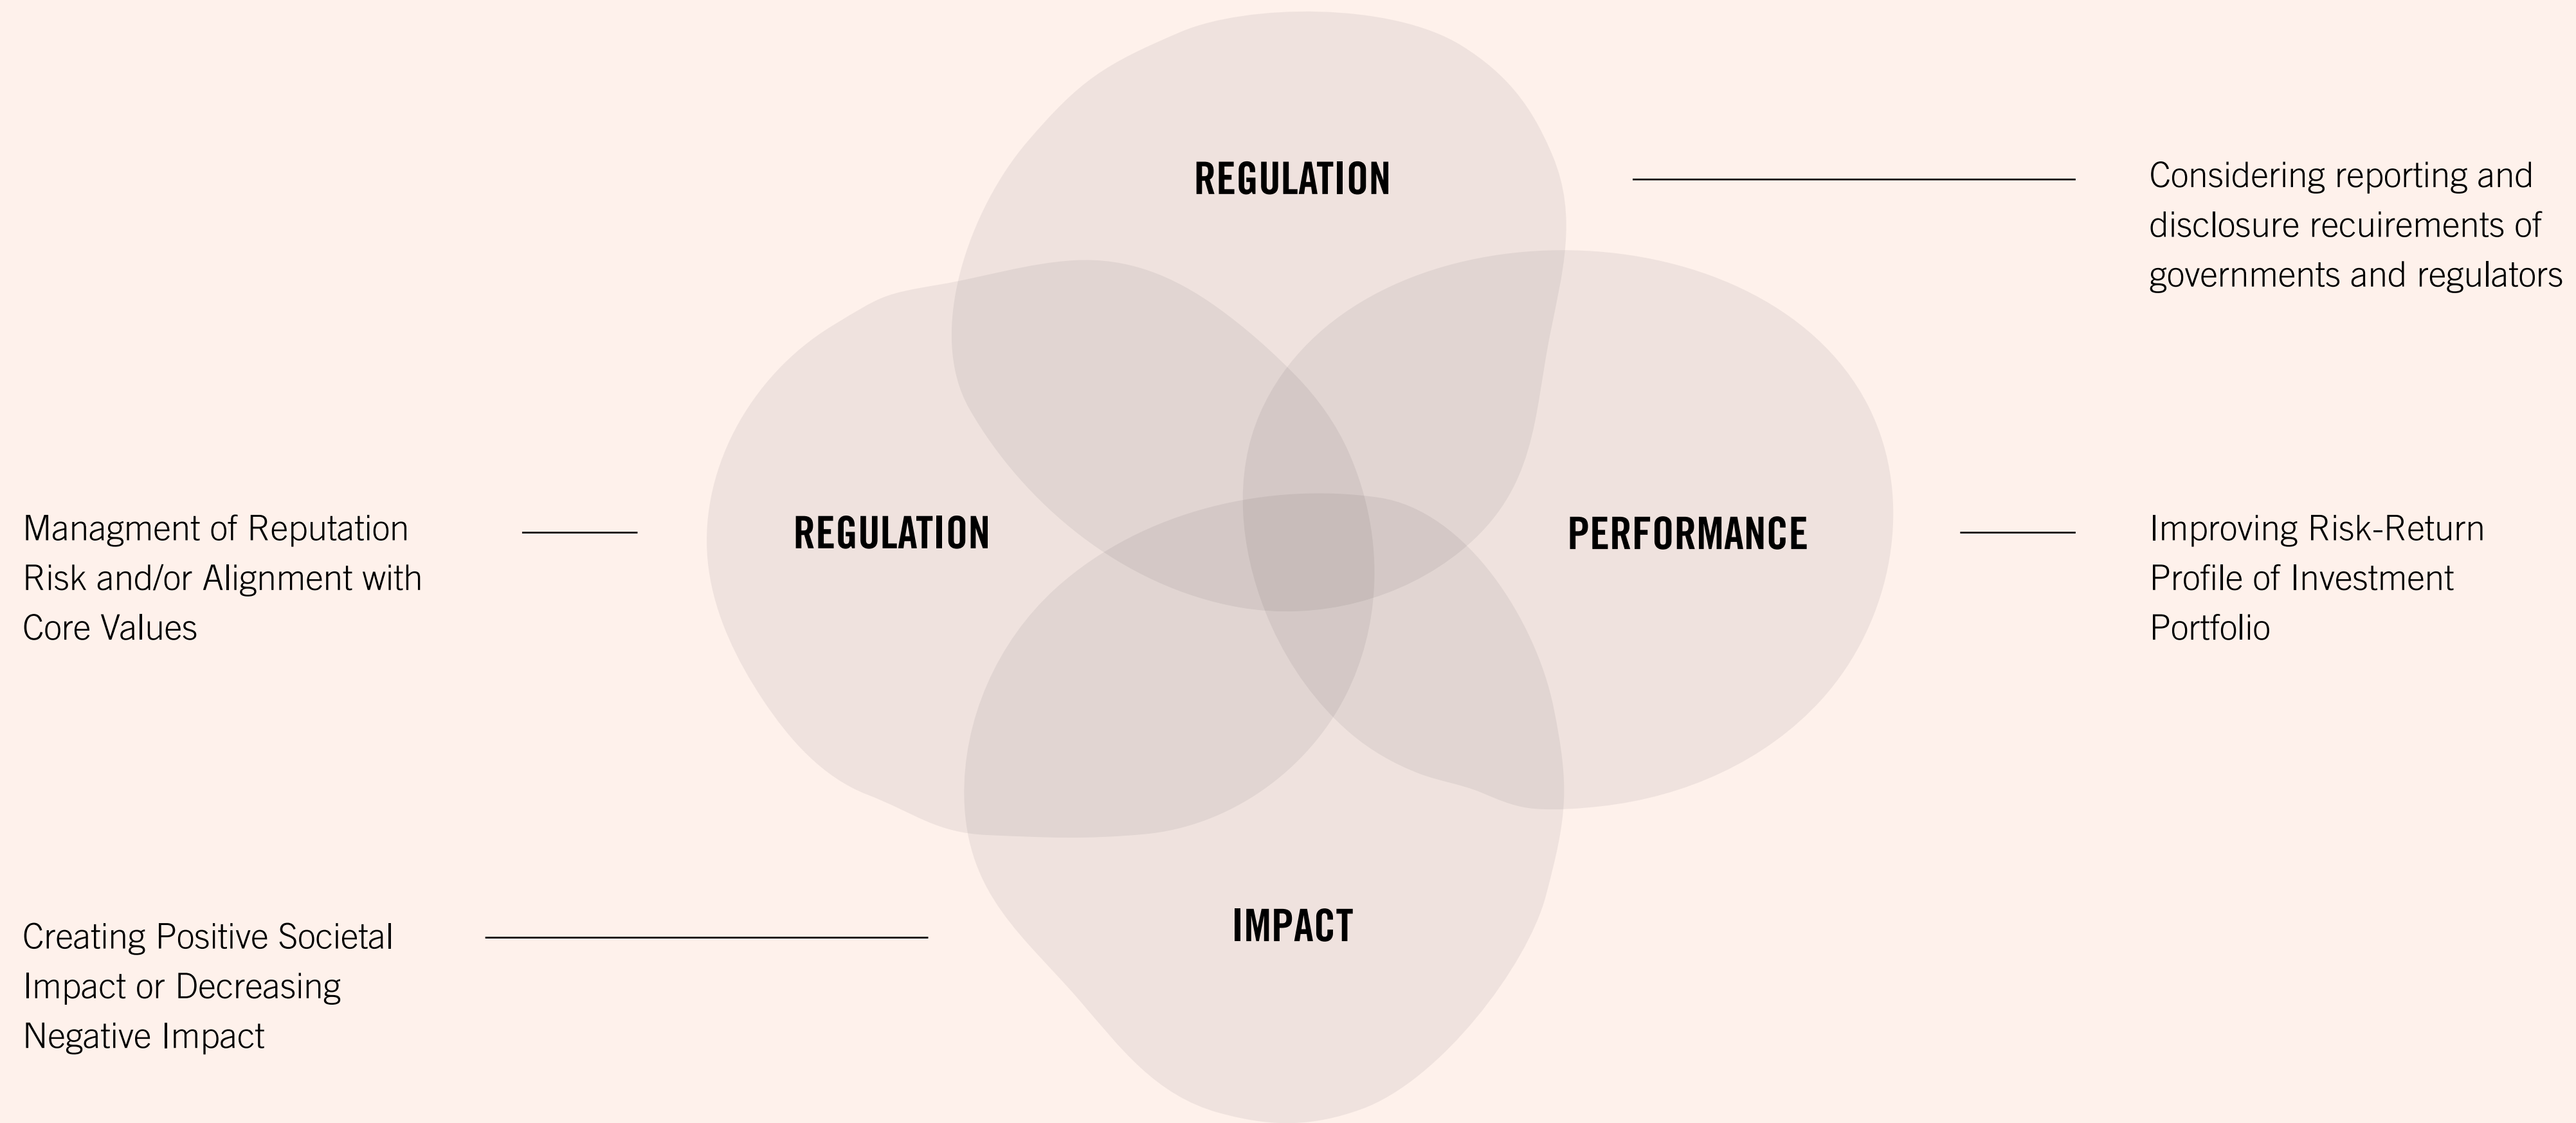 REGULATION
Considering reporting and
disclosure recuirements of
governments and regulators
Managment of Reputation
Risk and/or Alignment with
Core Values
REGULATION
PERFORMANCE
Improving Risk-Return
Profile of Investment
Portfolio
Creating Positive Societal
Impact or Decreasing
Negative Impact
IMPACT